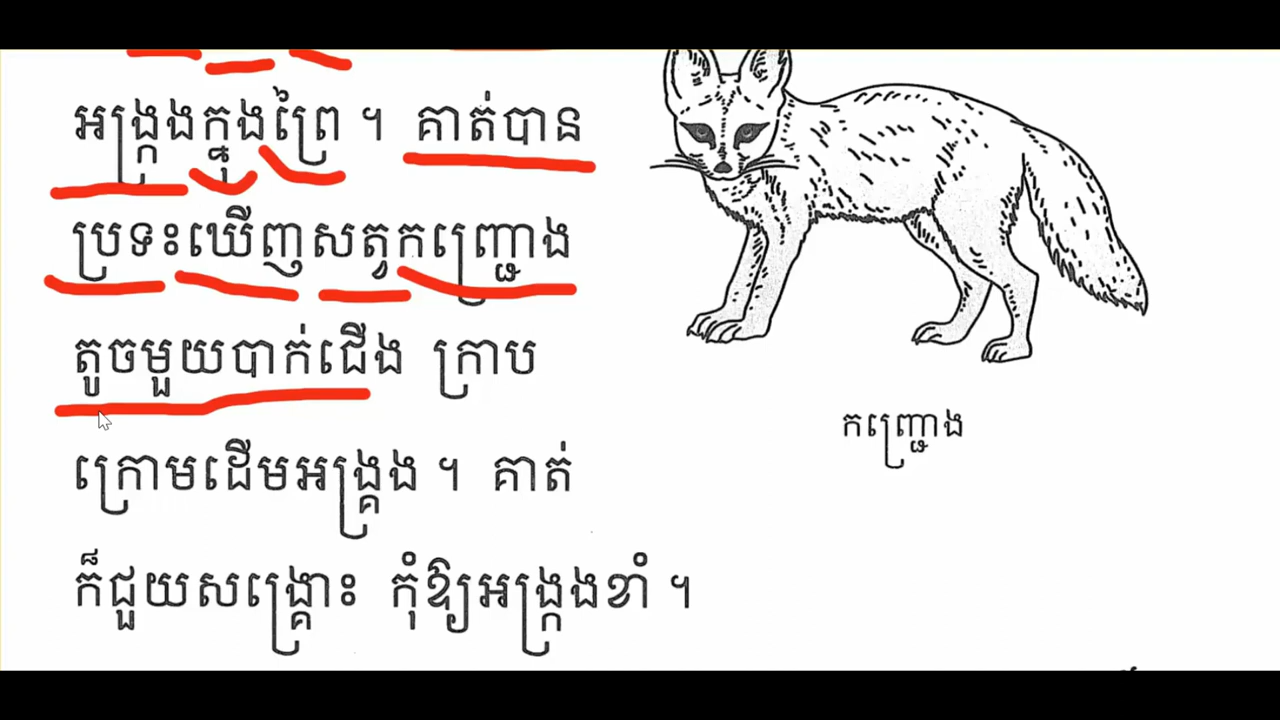 អង្ក្រងក្នុងព្រៃ ។ គាត់បាន
ប្រទះឃើញសត្វកញ្ជ្រោង
តូចមួយបាក់ជើង ក្រាប
ក្រោមដើមអង្គ្រង ។ គាត់
ក៏ជួយសង្គ្រោះ កុំឱ្យអង្ក្រងខាំ ។
កញ្ជ្រោង